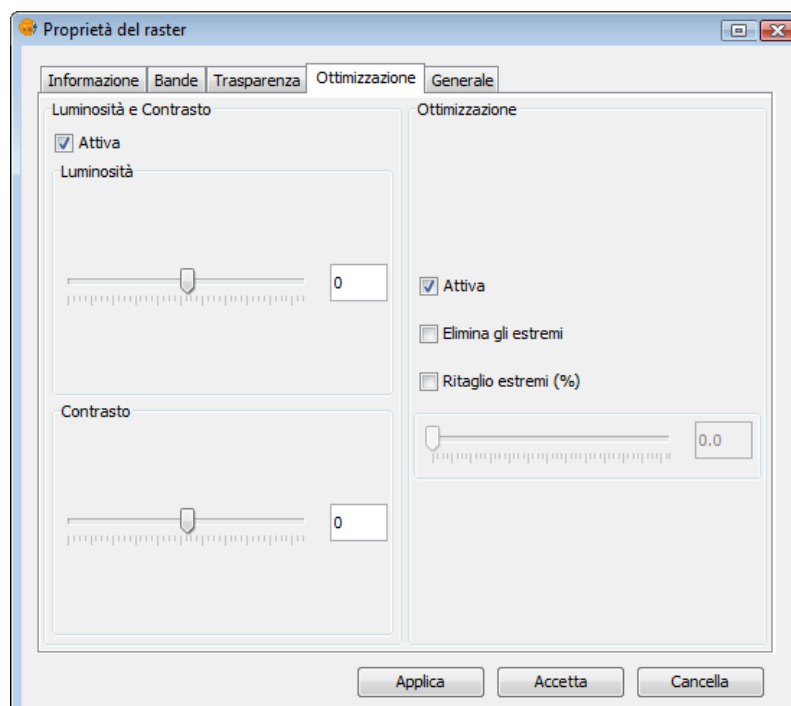 Proprietà del raster
Informazione Bande Trasparenza Ottimizzazione Generale
Luminosità e Contrasto
Attiva
Luminosità
0
Contrasto
0
Ottimizzazione
Attiva
Elimina gli estremi
Ritaglio estremi (%)
0.0
Applica Accetta Cancella